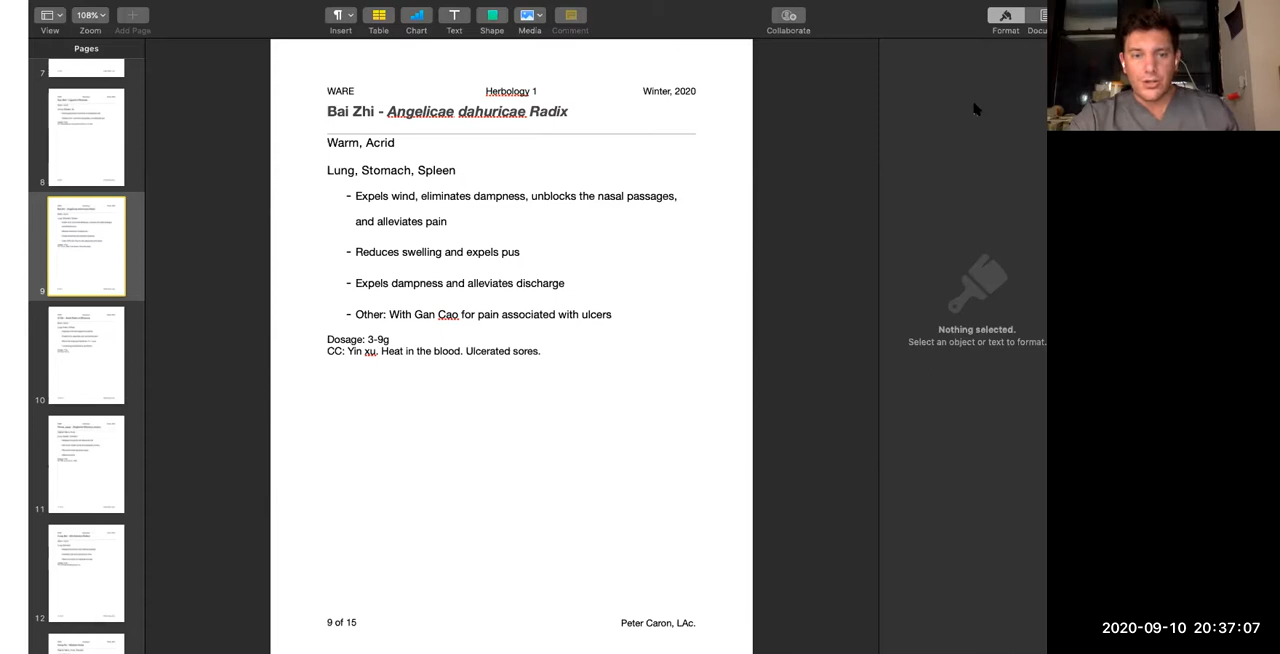 View
108%
Zoom
Add Page
Insert
Table
Chart
Text
Shape
Media
Comment
Collaborate
Format
Docu
Pages
7
8
9
10
11
12
WARE Herbology 1 Winter, 2020
Bai Zhi - Angelicae dahuricae Radix
Warm, Acrid
Lung, Stomach, Spleen
- Expels wind, eliminates dampness, unblocks the nasal passages,
and alleviates pain
- Reduces swelling and expels pus
- Expels dampness and alleviates discharge
- Other: With Gan Cao for pain associated with ulcers
Dosage: 3-9g
CC: Yin xu. Heat in the blood. Ulcerated sores.
9 of 15 Peter Caron, LAc.
Nothing selected.
Select an object or text to format.
2020-09-10 20:37:07